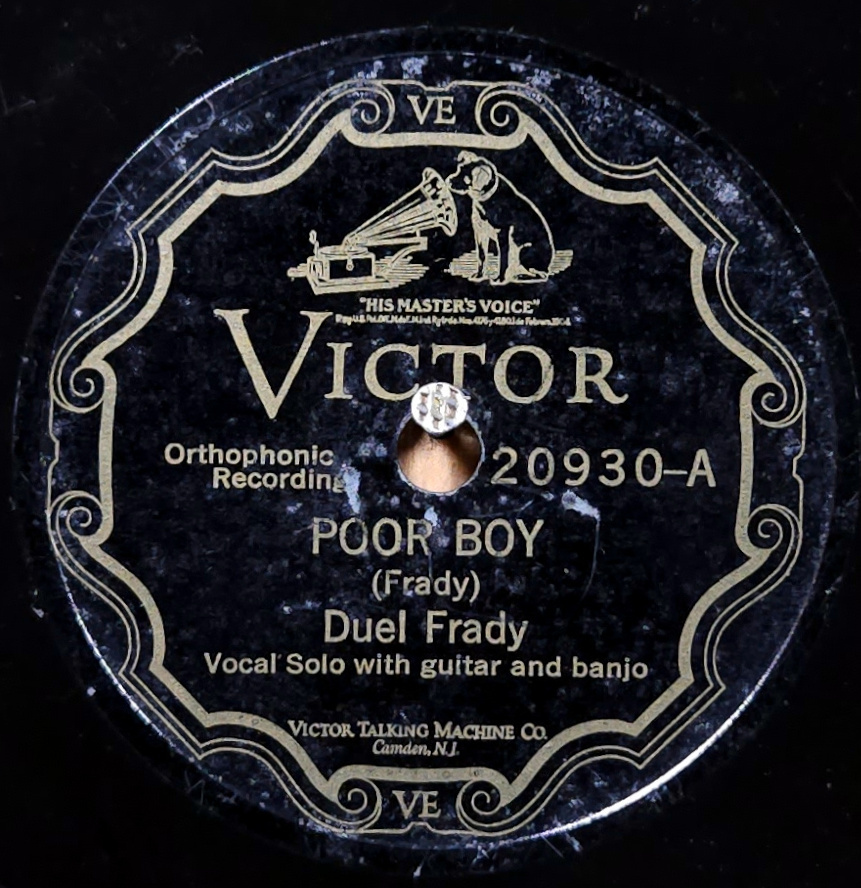 VE
"HIS MASTER'S VOICE"
VICTOR
Orthophonic
Recording
20930-A
POOR BOY
(Frady)
Duel Frady
Vocal Solo with guitar and banjo
VICTOR TALKING MACHINE CO.
Camden, N.J.
VE